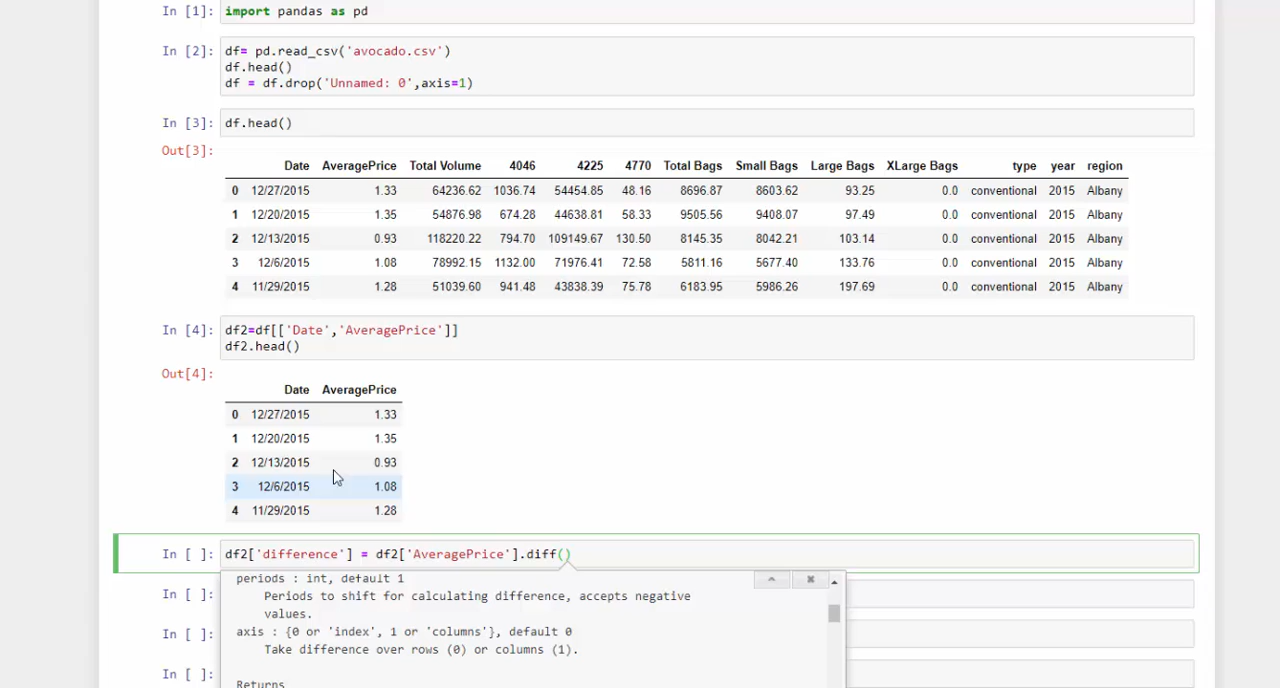 In [1]: import pandas as pd
In [2]: df= pd.read_csv('avocado.csv')
df.head()
df = df.drop('Unnamed: 0',axis=1)
In [3]: df.head()
Out[3]:
Date AveragePrice Total Volume 4046 4225 4770 Total Bags Small Bags Large Bags XLarge Bags type year region
0 12/27/2015 1.33 64236.62 1036.74 54454.85 48.16 8696.87 8603.62 93.25 0.0 conventional 2015 Albany
1 12/20/2015 1.35 54876.98 674.28 44638.81 58.33 9505.56 9408.07 97.49 0.0 conventional 2015 Albany
2 12/13/2015 0.93 118220.22 794.70 109149.67 130.50 8145.35 8042.21 103.14 0.0 conventional 2015 Albany
3 12/6/2015 1.08 78992.15 1132.00 71976.41 72.58 5811.16 5677.40 133.76 0.0 conventional 2015 Albany
4 11/29/2015 1.28 51039.60 941.48 43838.39 75.78 6183.95 5986.26 197.69 0.0 conventional 2015 Albany
In [4]: df2=df[['Date','AveragePrice']]
df2.head()
Out[4]:
Date AveragePrice
0 12/27/2015 1.33
1 12/20/2015 1.35
2 12/13/2015 0.93
3 12/6/2015 1.08
4 11/29/2015 1.28
In [ ]: df2['difference'] = df2['AveragePrice'].diff()
periods : int, default 1
In [ ]: Periods to shift for calculating difference, accepts negative
values.
In [ ]: axis : {0 or 'index', 1 or 'columns'}, default 0
Take difference over rows (0) or columns (1).
In [ ]:
Returns